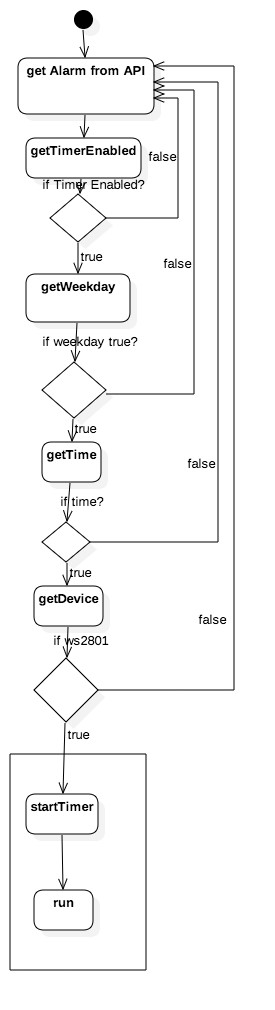 get Alarm from API
getTimerEnabled
false
if Timer Enabled?
true
false
getWeekday
if weekday true?
true
getTime
false
if time?
true
getDevice
false
if ws2801
true
startTimer
run